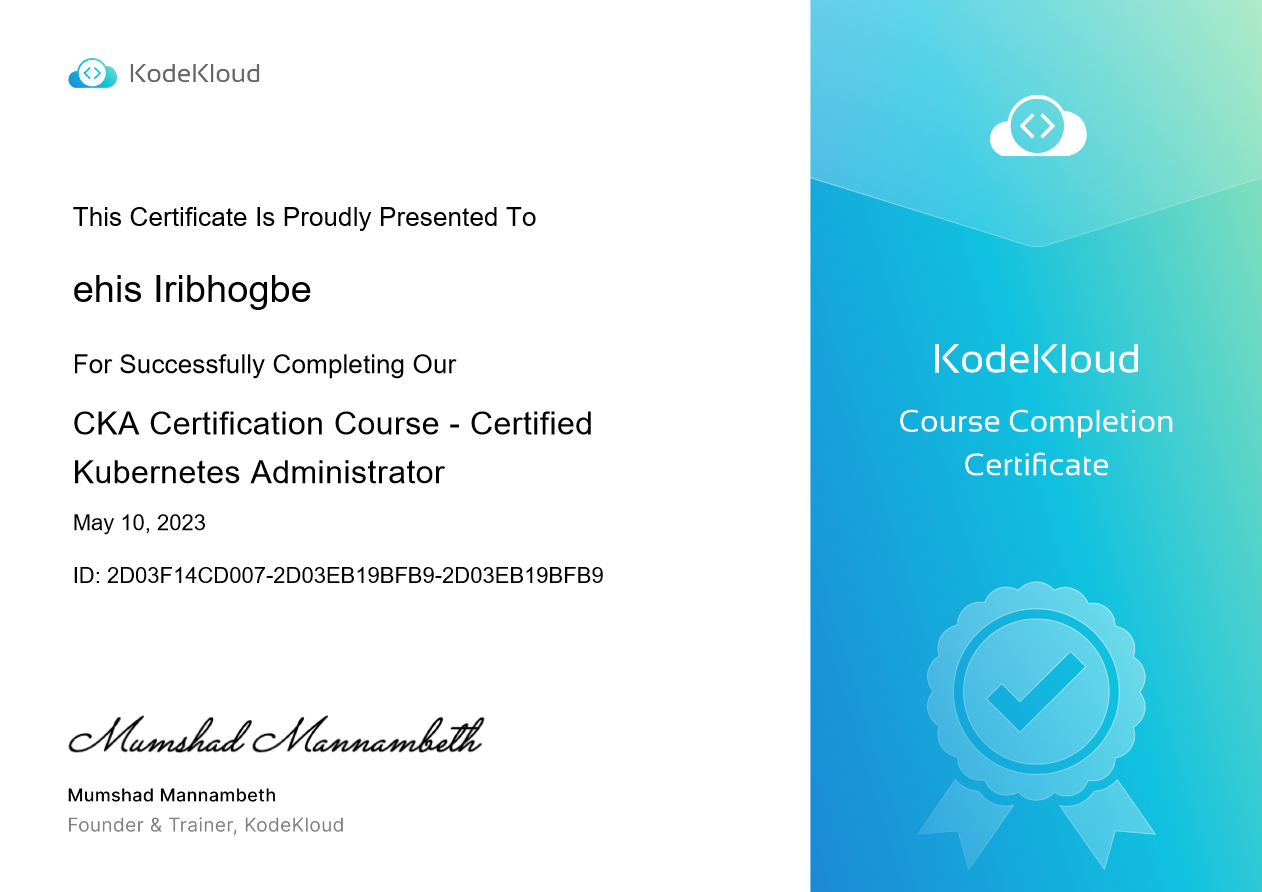 KodeKloud
This Certificate Is Proudly Presented To
ehis Iribhogbe
For Successfully Completing Our
CKA Certification Course - Certified
Kubernetes Administrator
May 10, 2023
ID: 2D03F14CD007-2D03EB19BFB9-2D03EB19BFB9
Mumshad Mannambeth
Mumshad Mannambeth
Founder & Trainer, KodeKloud
KodeKloud
Course Completion
Certificate